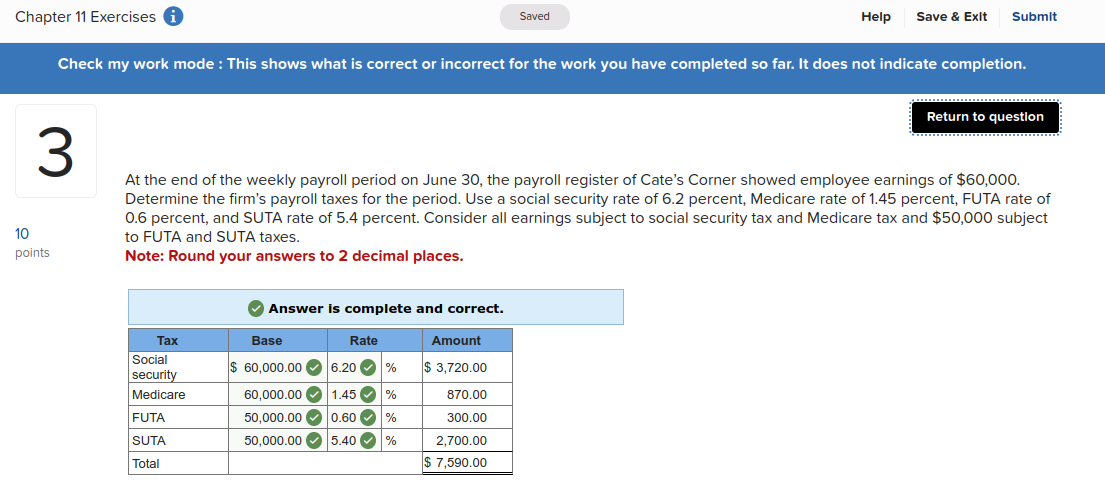 Chapter 11 Exercises i
Saved
Help Save & Exit Submit
Check my work mode : This shows what is correct or incorrect for the work you have completed so far. It does not indicate completion.
Return to question
3
10
points
At the end of the weekly payroll period on June 30, the payroll register of Cate's Corner showed employee earnings of $60,000.
Determine the firm's payroll taxes for the period. Use a social security rate of 6.2 percent, Medicare rate of 1.45 percent, FUTA rate of
0.6 percent, and SUTA rate of 5.4 percent. Consider all earnings subject to social security tax and Medicare tax and $50,000 subject
to FUTA and SUTA taxes.
Note: Round your answers to 2 decimal places.
Answer is complete and correct.
Tax Base Rate Amount
Social
security $ 60,000.00 6.20 % $ 3,720.00
Medicare 60,000.00 1.45 % 870.00
FUTA 50,000.00 0.60 % 300.00
SUTA 50,000.00 5.40 % 2,700.00
Total $ 7,590.00